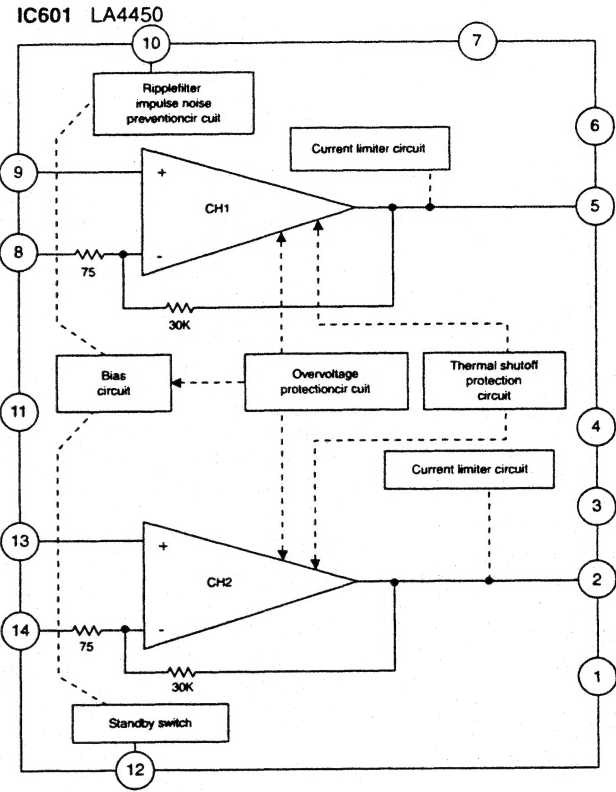 IC601 LA4450
10
7
Ripplefilter
impulse noise
preventioncir cuit
6
Current limiter circuit
9
+
CH1
5
8
-
75
30K
Bias
circuit
Overvoltage
protectioncir cuit
Thermal shutoff
protection
circuit
11
4
Current limiter circuit
3
13
+
CH2
2
14
-
75
30K
1
Standby switch
12